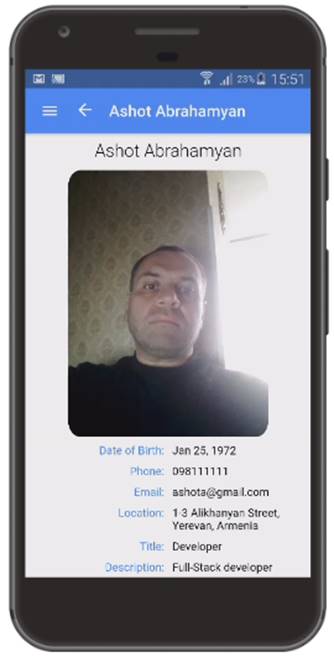 23% 15:51
Ashot Abrahamyan
Ashot Abrahamyan
Date of Birth: Jan 25, 1972
Phone: 098111111
Email: ashota@gmail.com
Location: 1-3 Alikhanyan Street,
Yerevan, Armenia
Title: Developer
Description: Full-Stack developer